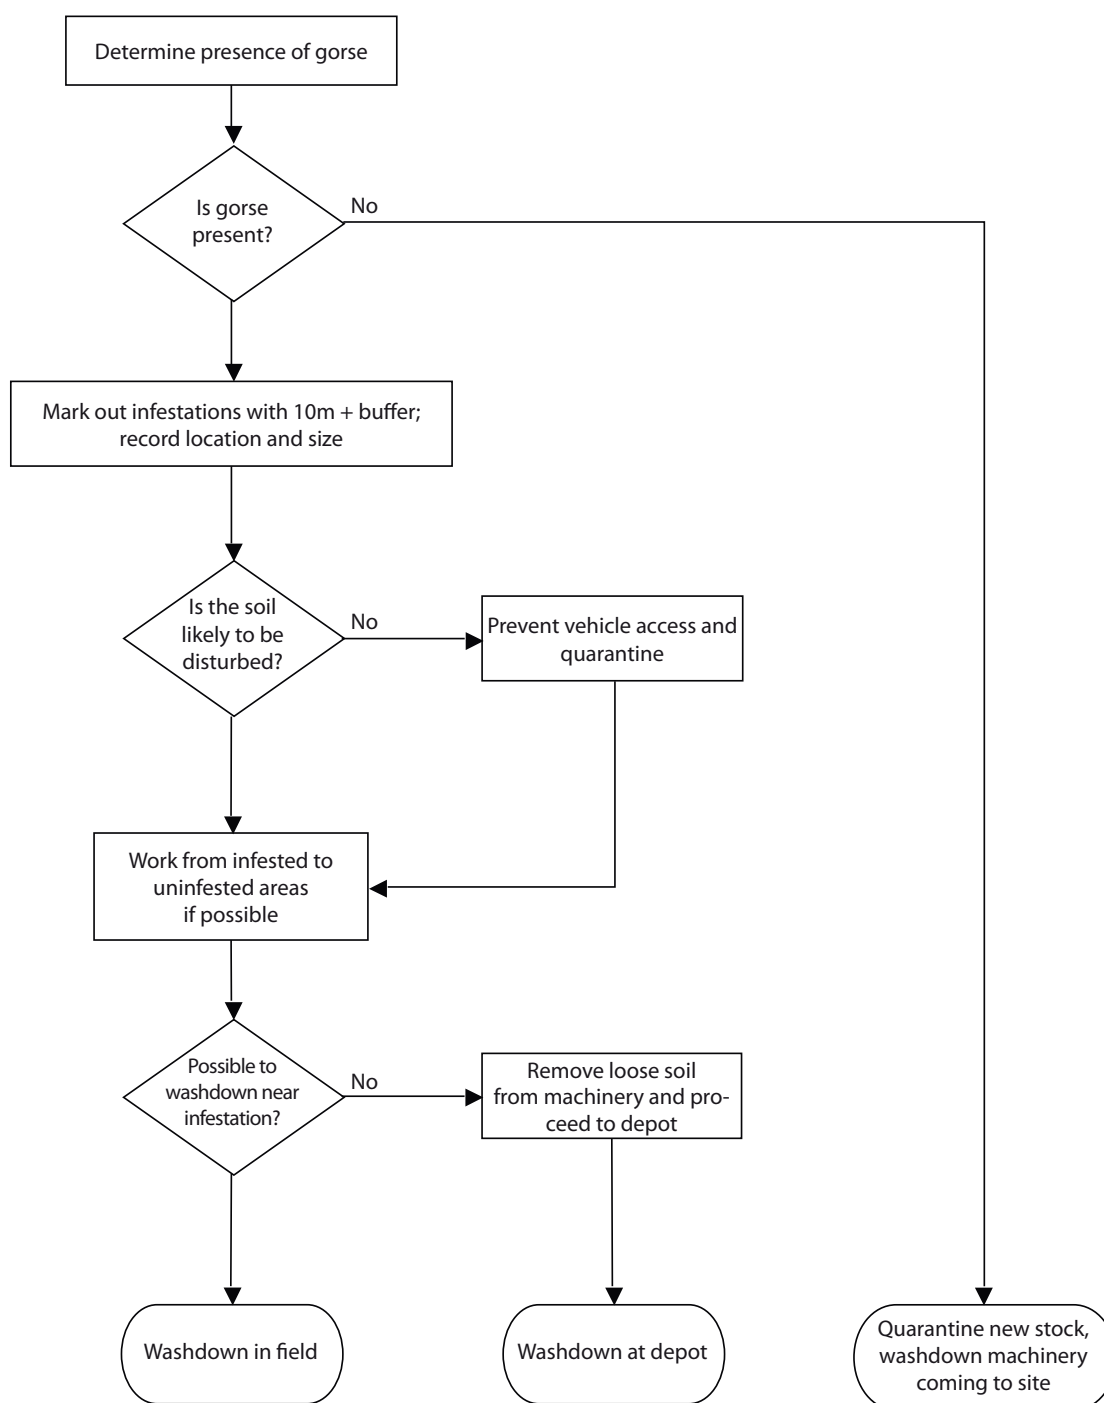 Determine presence of gorse
Is gorse
present?
No
Mark out infestations with 10m + buffer;
record location and size
Is the soil
likely to be
disturbed?
No
Prevent vehicle access and
quarantine
Work from infested to
uninfested areas
if possible
Possible to
washdown near
infestation?
No
Remove loose soil
from machinery and pro-
ceed to depot
Washdown in field
Washdown at depot
Quarantine new stock,
washdown machinery
coming to site